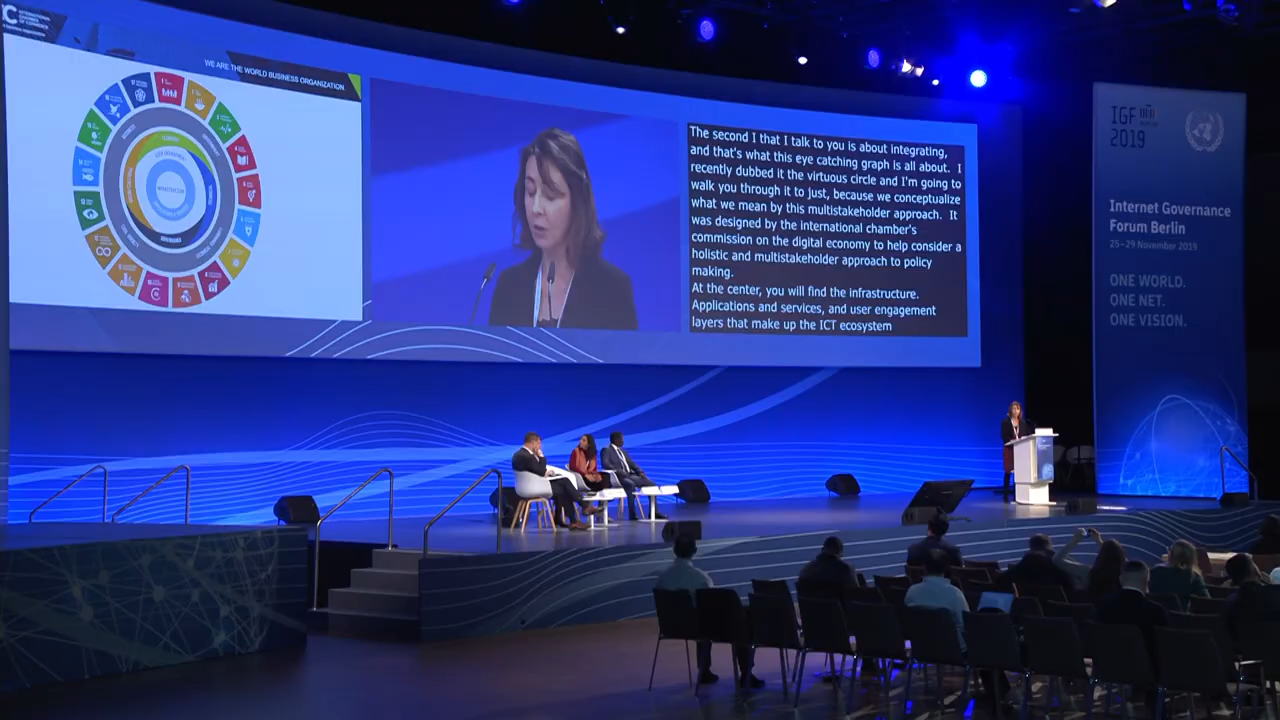 INTERNATIONAL
CHAMBER
OF COMMERCE
WE ARE THE WORLD BUSINESS ORGANIZATION
INFRASTRUCTURE
The second I that I talk to you is about integrating,
and that's what this eye catching graph is all about. I
recently dubbed it the virtuous circle and I'm going to
walk you through it to just, because we conceptualize
what we mean by this multistakeholder approach. It
was designed by the international chamber's
commission on the digital economy to help consider a
holistic and multistakeholder approach to policy
making.
At the center, you will find the infrastructure.
Applications and services, and user engagement
layers that make up the ICT ecosystem
IGF
2019
Internet Governance
Forum Berlin
25–29 November 2019
ONE WORLD.
ONE NET.
ONE VISION.